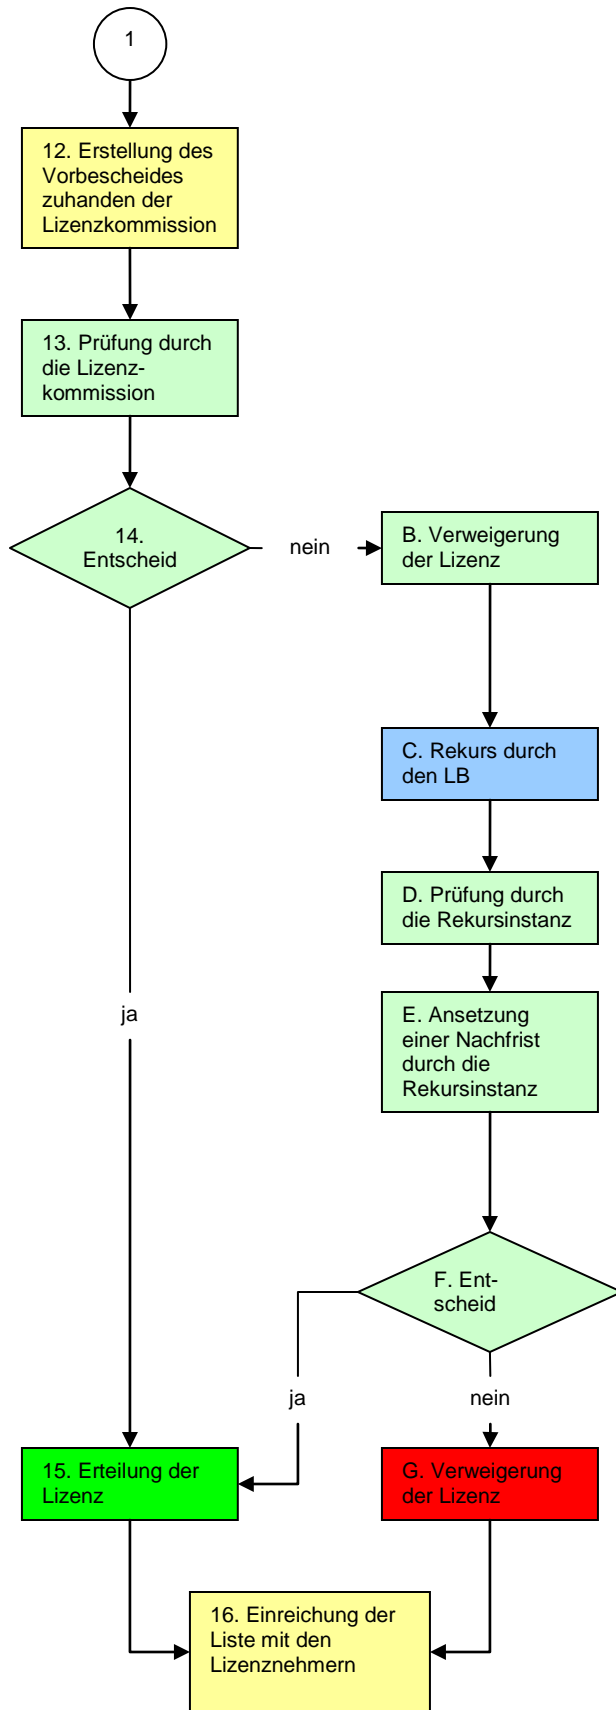 1
12. Erstellung des
Vorbescheides
zuhanden der
Lizenzkommission
13. Prüfung durch
die Lizenz-
kommission
14.
Entscheid
nein
B. Verweigerung
der Lizenz
C. Rekurs durch
den LB
D. Prüfung durch
die Rekursinstanz
E. Ansetzung
einer Nachfrist
durch die
Rekursinstanz
ja
F. Ent-
scheid
ja
nein
15. Erteilung der
Lizenz
G. Verweigerung
der Lizenz
16. Einreichung der
Liste mit den
Lizenznehmern